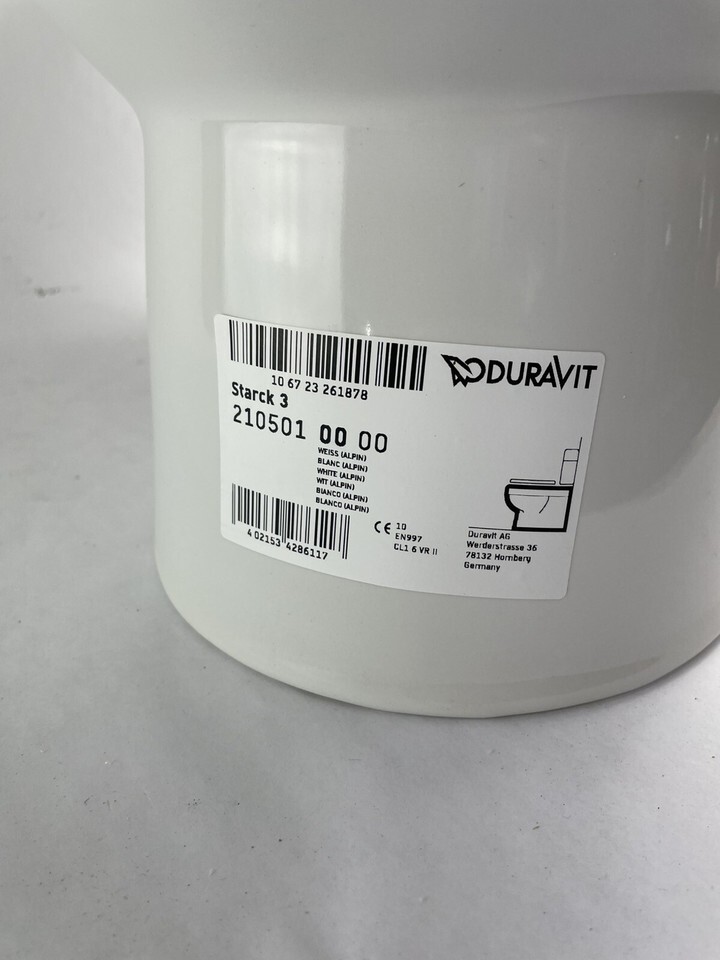 10 67 23 261878
DURAVIT
Starck 3
210501 00 00
WEISS (ALPIN)
BLANC (ALPIN)
WHITE (ALPIN)
WIT (ALPIN)
BIANCO (ALPIN)
BLANCO (ALPIN)
4 02153 4286117
CE 10
EN997
CL1 6 VR II
Duravit AG
Werderstrasse 36
78132 Hornberg
Germany